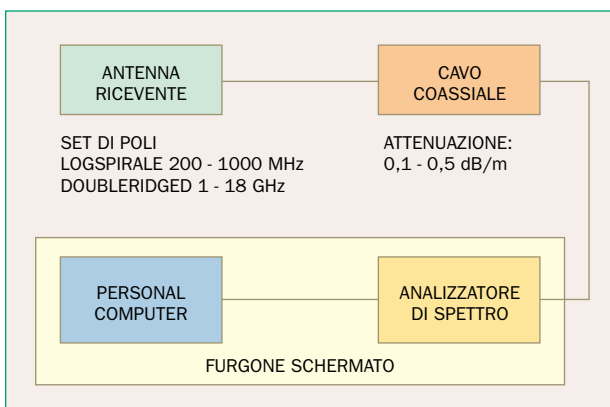 ANTENNA
RICEVENTE
CAVO
COASSIALE
SET DI POLI
LOGSPIRALE 200 - 1000 MHz
DOUBLERIDGED 1 - 18 GHz
ATTENUAZIONE:
0,1 - 0,5 dB/m
PERSONAL
COMPUTER
ANALIZZATORE
DI SPETTRO
FURGONE SCHERMATO